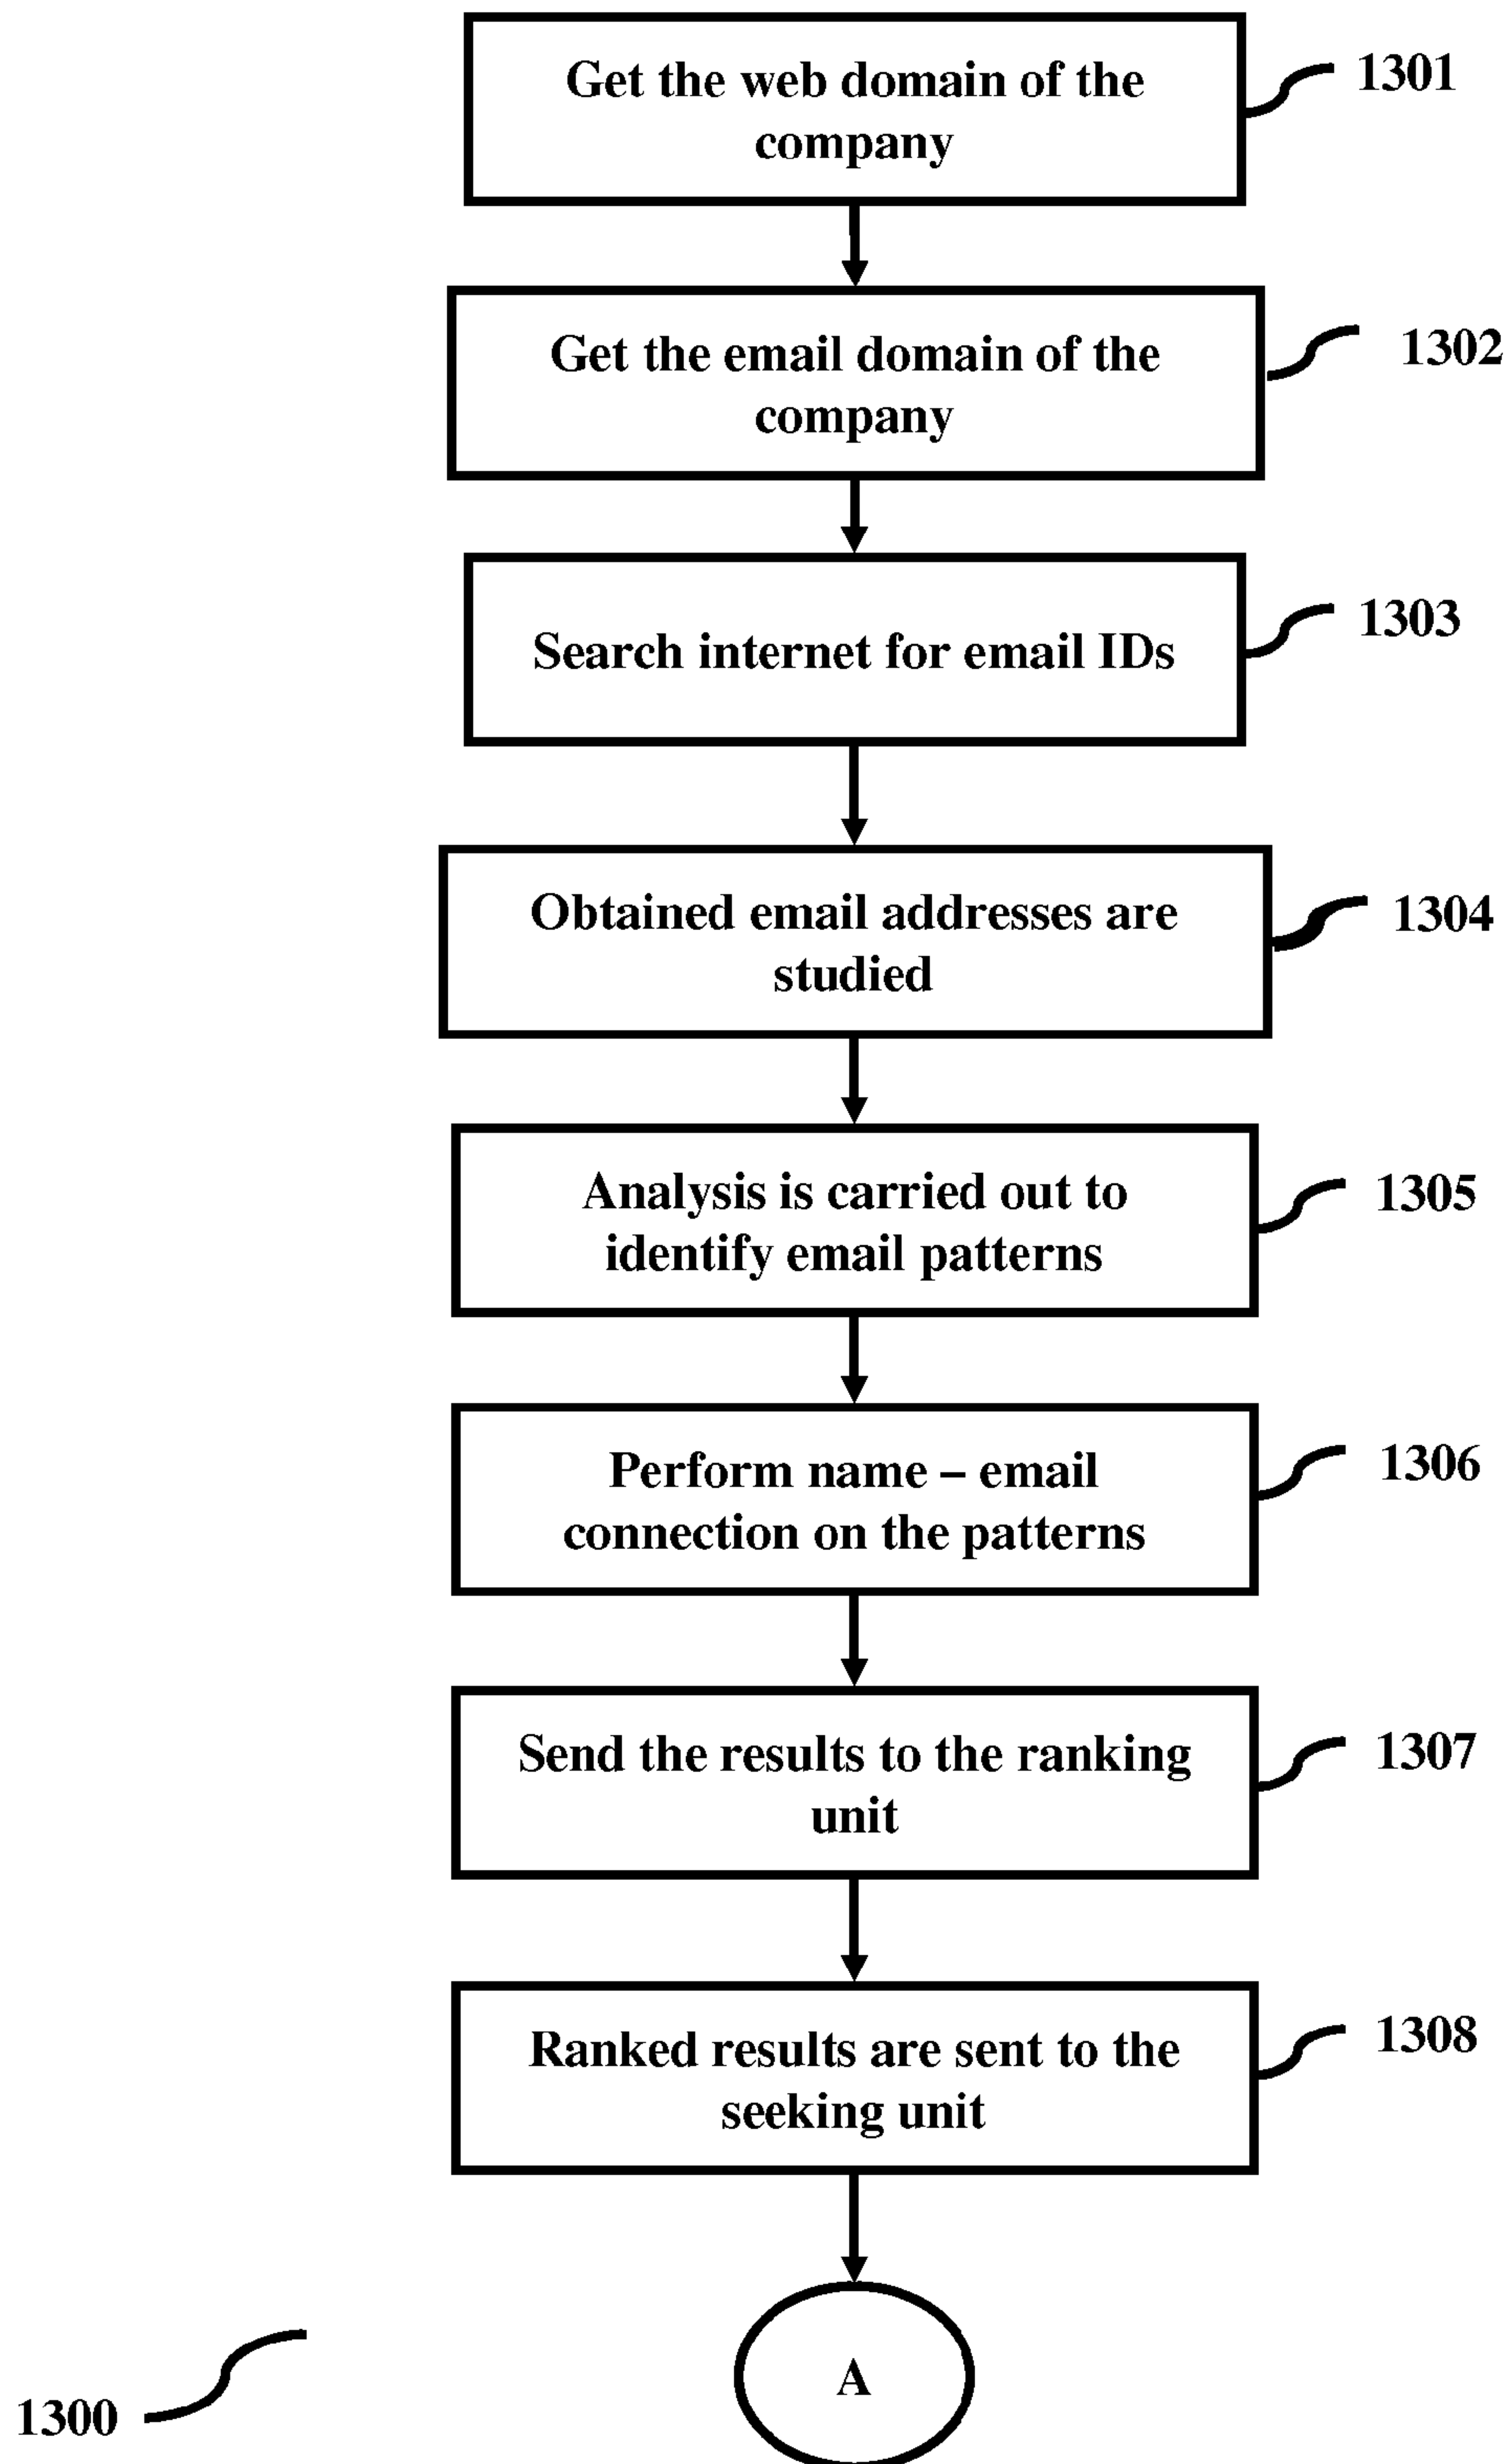 Get the web domain of the
company
1301
Get the email domain of the
company
1302
Search internet for email IDs
1303
Obtained email addresses are
studied
1304
Analysis is carried out to
identify email patterns
1305
Perform name – email
connection on the patterns
1306
Send the results to the ranking
unit
1307
Ranked results are sent to the
seeking unit
1308
A
1300